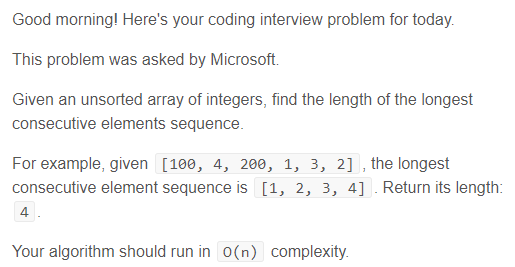 Good morning! Here's your coding interview problem for today.
This problem was asked by Microsoft.
Given an unsorted array of integers, find the length of the longest
consecutive elements sequence.
For example, given [100, 4, 200, 1, 3, 2] , the longest
consecutive element sequence is [1, 2, 3, 4] . Return its length:
4 .
Your algorithm should run in O(n) complexity.